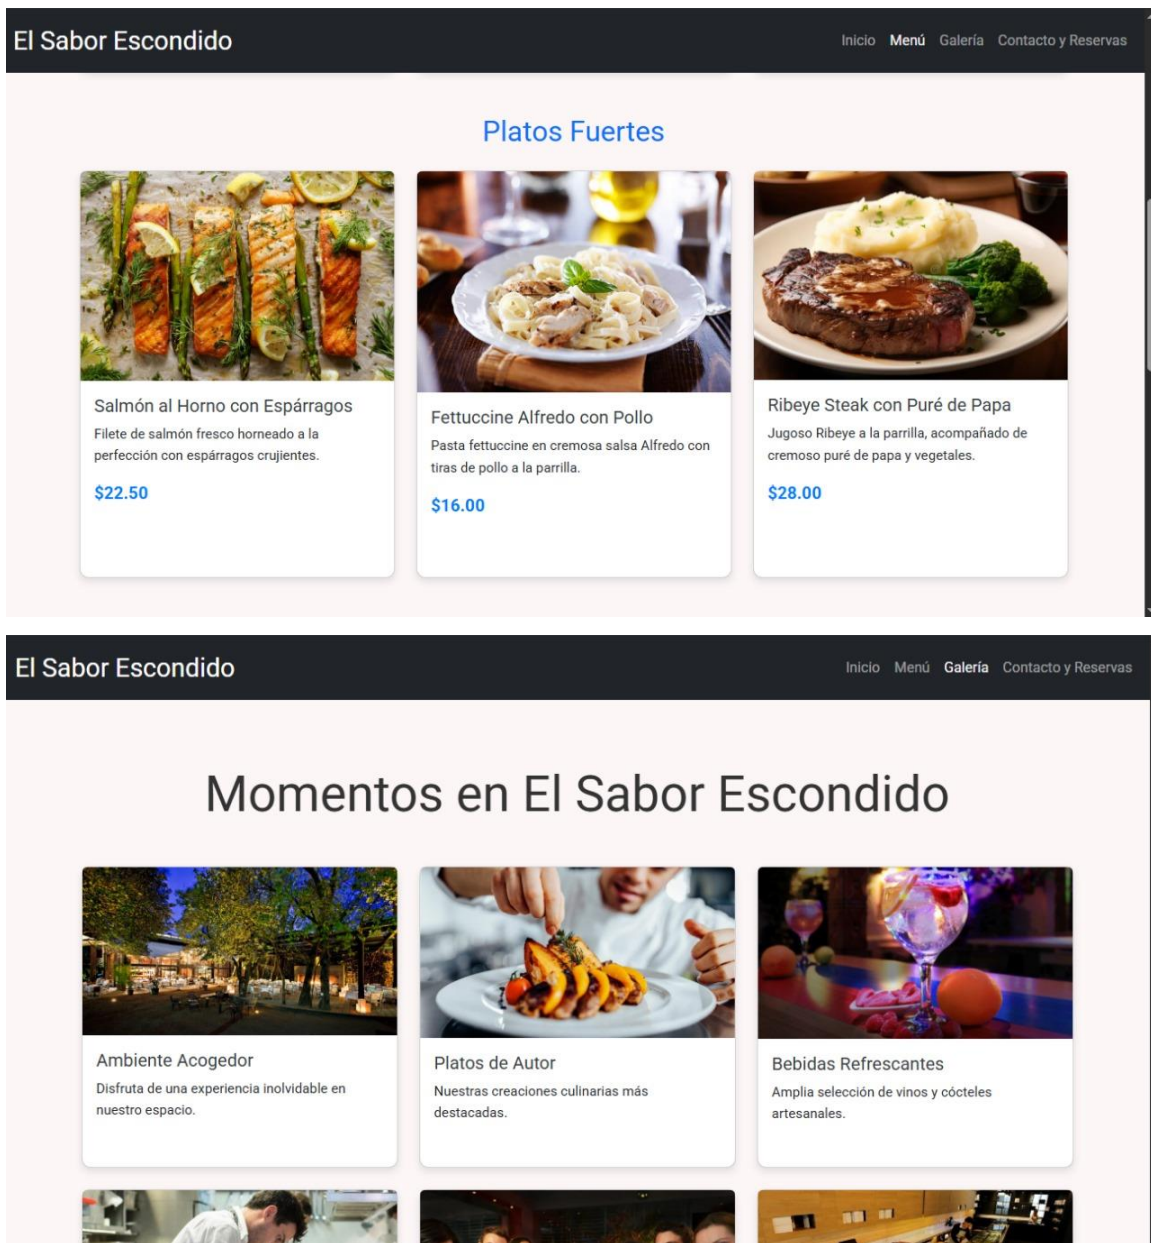 El Sabor Escondido
Inicio Menú Galería Contacto y Reservas
Platos Fuertes
Salmón al Horno con Espárragos
Filete de salmón fresco horneado a la
perfección con espárragos crujientes.
$22.50
Fettuccine Alfredo con Pollo
Pasta fettuccine en cremosa salsa Alfredo con
tiras de pollo a la parrilla.
$16.00
Ribeye Steak con Puré de Papa
Jugoso Ribeye a la parrilla, acompañado de
cremoso puré de papa y vegetales.
$28.00
El Sabor Escondido
Inicio Menú Galería Contacto y Reservas
Momentos en El Sabor Escondido
Ambiente Acogedor
Disfruta de una experiencia inolvidable en
nuestro espacio.
Platos de Autor
Nuestras creaciones culinarias más
destacadas.
Bebidas Refrescantes
Amplia selección de vinos y cócteles
artesanales.